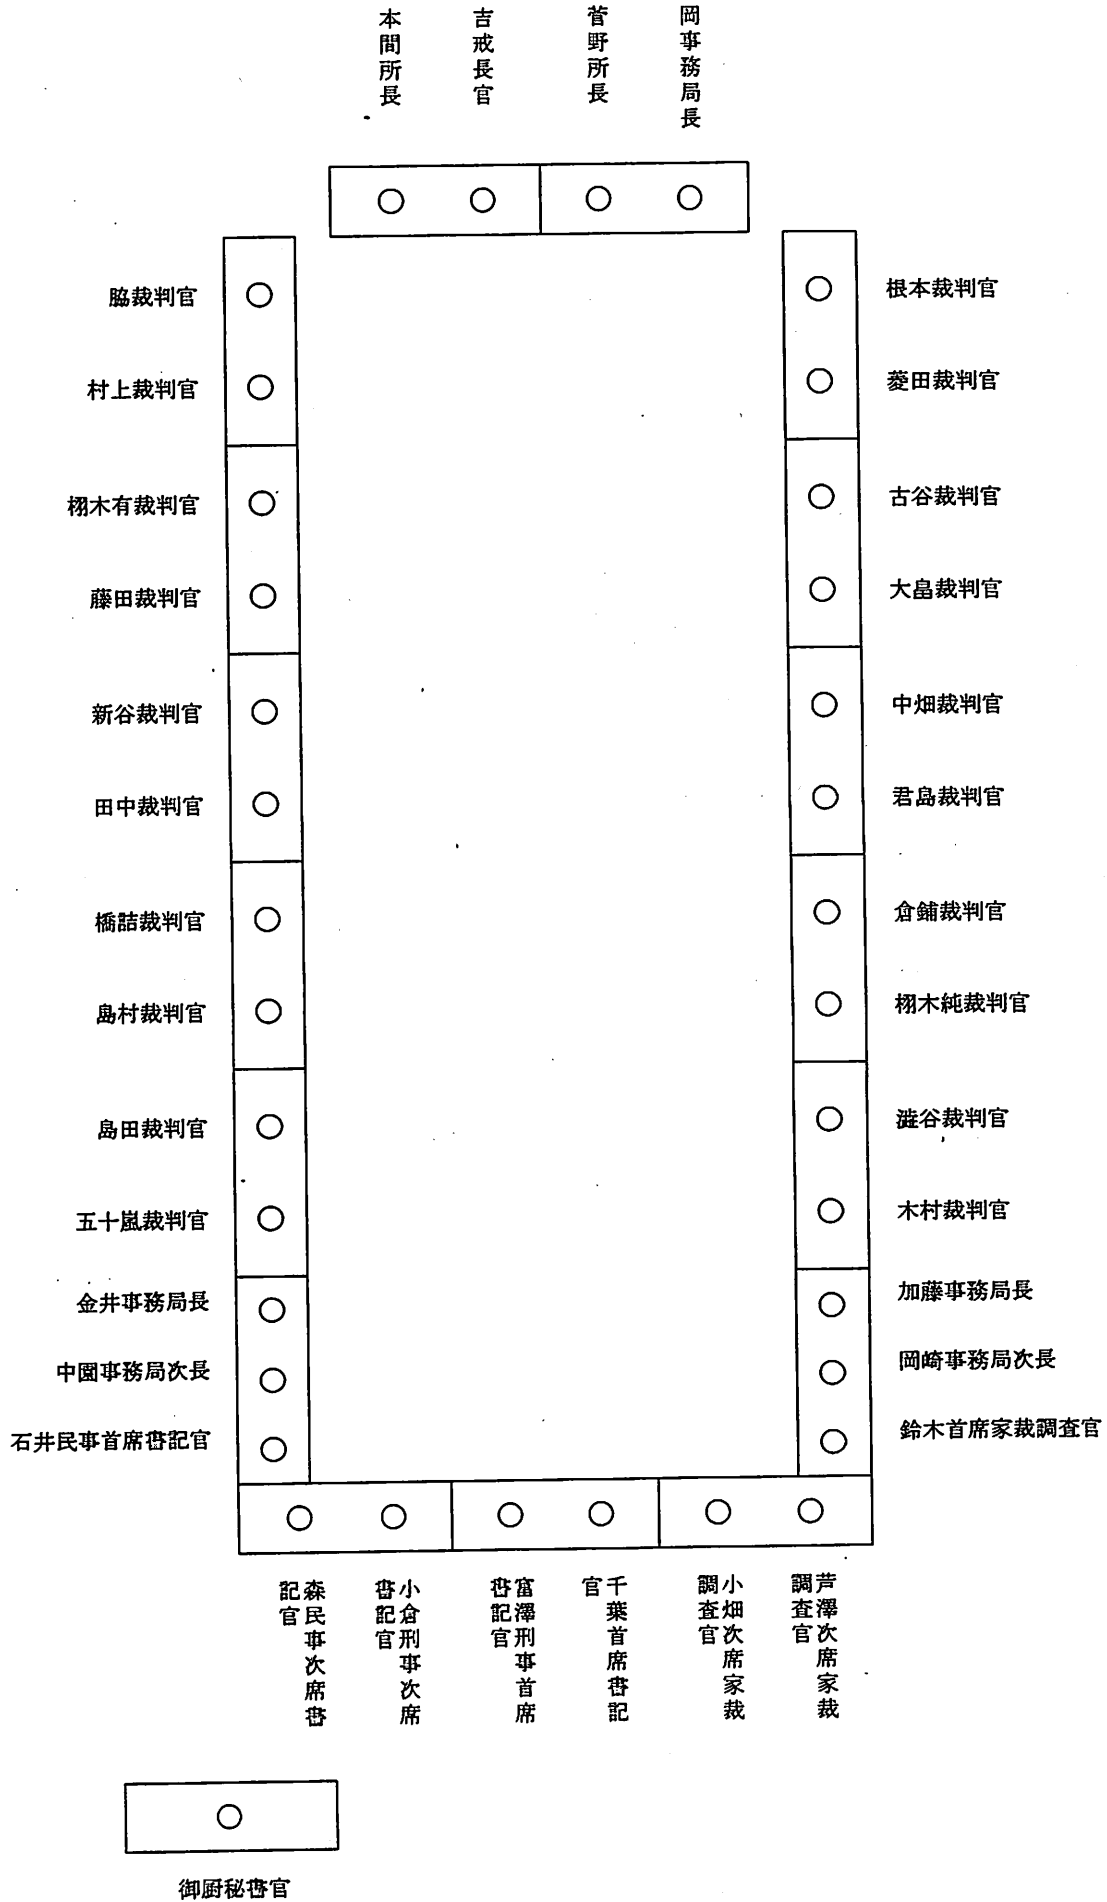 本間所長
吉戒長官
菅野所長
岡事務局長
脇裁判官
村上裁判官
栩木有裁判官
藤田裁判官
新谷裁判官
田中裁判官
橋詰裁判官
島村裁判官
島田裁判官
五十嵐裁判官
金井事務局長
中園事務局次長
石井民事首席書記官
根本裁判官
菱田裁判官
古谷裁判官
大畠裁判官
中畑裁判官
君島裁判官
倉鋪裁判官
栩木純裁判官
澁谷裁判官
木村裁判官
加藤事務局長
岡崎事務局次長
鈴木首席家裁調査官
森民事次席書
記官
小倉刑事次席
書記官
富澤刑事首席
書記官
千葉首席書記
官
小畑次席家裁
調査官
芦澤次席家裁
調査官
御厨秘書官